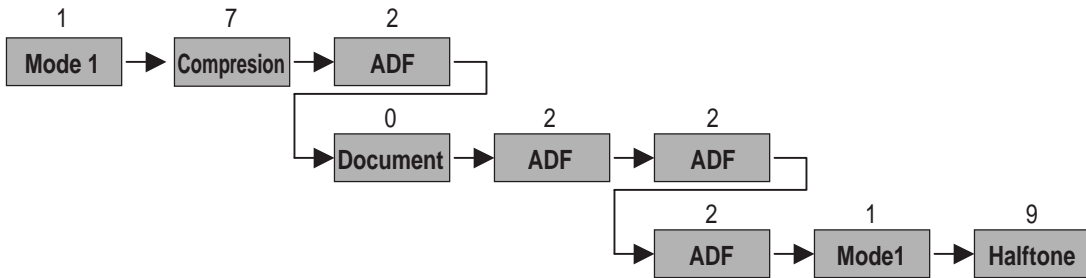 1 7 2
Mode 1 Compresion ADF
0 2 2
Document ADF ADF
2 1 9
ADF Mode1 Halftone